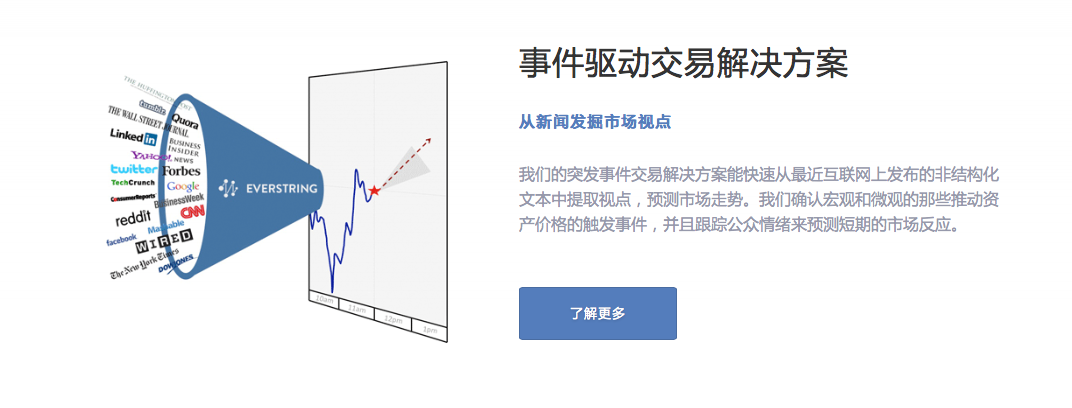 事件驱动交易解决方案
从新闻发掘市场视点
我们的突发事件交易解决方案能快速从最近互联网上发布的非结构化
文本中提取视点，预测市场走势。我们确认宏观和微观的那些推动资
产价格的触发事件，并且跟踪公众情绪来预测短期的市场反应。
了解更多
THE HUFFINGTON POST
tumblr.
Quora
THE WALL STREET JOURNAL
LinkedIn
BUSINESS
INSIDER
YAHOO! NEWS
twitter
Forbes
TechCrunch
Google
ConsumerReports
BusinessWeek
reddit
CNN
Mashable
facebook
WIRED
The New York Times
DOWJONES
EVERSTRING
10am
11am
12pm
1pm